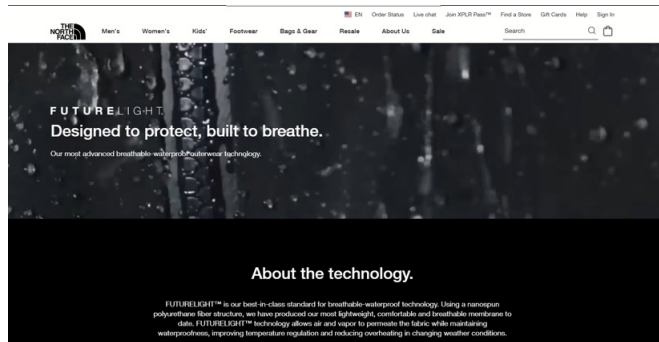 EN Order Status Live chat Join XPLR Pass™ Find a Store Gift Cards Help Sign In
THE
NORTH
FACE
Men's Women's Kids' Footwear Bags & Gear Resale About Us Sale Search
FUTURELIGHT™
Designed to protect, built to breathe.
Our most advanced breathable-waterproof outerwear technology.
About the technology.
FUTURELIGHT™ is our best-in-class standard for breathable-waterproof technology. Using a nanospun
polyurethane fiber structure, we have produced our most lightweight, comfortable and breathable membrane to
date. FUTURELIGHT™ technology allows air and vapor to permeate the fabric while maintaining
waterproofness, improving temperature regulation and reducing overheating in changing weather conditions.